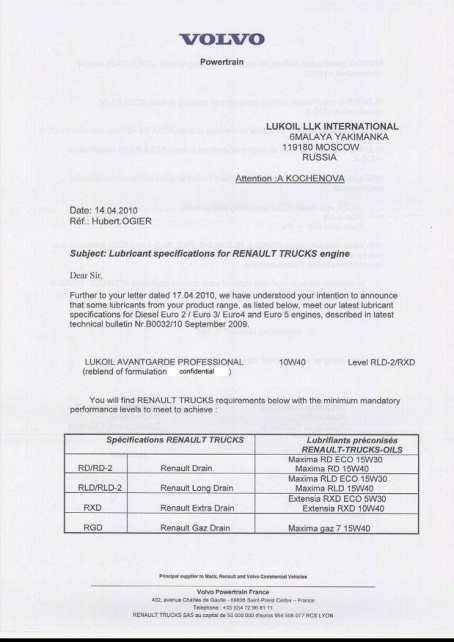 VOLVO
Powertrain
LUKOIL LLK INTERNATIONAL
6MALAYA YAKIMANKA
119180 MOSCOW
RUSSIA
Attention :A KOCHENOVA
Date: 14.04.2010
Réf.: Hubert.OGIER
Subject: Lubricant specifications for RENAULT TRUCKS engine
Dear Sir,
Further to your letter dated 17.04.2010, we have understood your intention to announce
that some lubricants from your product range, as listed below, meet our latest lubricant
specifications for Diesel Euro 2 / Euro 3/ Euro4 and Euro 5 engines, described in latest
technical bulletin Nr.B0032/10 September 2009.
LUKOIL AVANTGARDE PROFESSIONAL 10W40 Level RLD-2/RXD
(reblend of formulation confidential )
You will find RENAULT TRUCKS requirements below with the minimum mandatory
performance levels to meet to achieve :
Spécifications RENAULT TRUCKS Lubrifiants préconisés
RENAULT-TRUCKS-OILS
RD/RD-2 Renault Drain Maxima RD ECO 15W30
Maxima RD 15W40
RLD/RLD-2 Renault Long Drain Maxima RLD ECO 15W30
Maxima RLD 15W40
RXD Renault Extra Drain Extensia RXD ECO 5W30
Extensia RXD 10W40
RGD Renault Gaz Drain Maxima gaz 7 15W40
Principal supplier to Mack, Renault and Volvo Commercial Vehicles
Volvo Powertrain France
402, avenue Charles de Gaulle - 69806 Saint-Priest Cedex – France
Telephone : +33 (0)4 72 96 81 11
RENAULT TRUCKS SAS au capital de 50.000.000 d'euros 954 506 077 RCS LYON